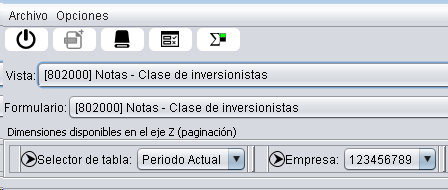 Archivo Opciones
Vista: [802000] Notas - Clase de inversionistas
Formulario: [802000] Notas - Clase de inversionistas
Dimensiones disponibles en el eje Z (paginación)
Selector de tabla: Periodo Actual Empresa: 123456789